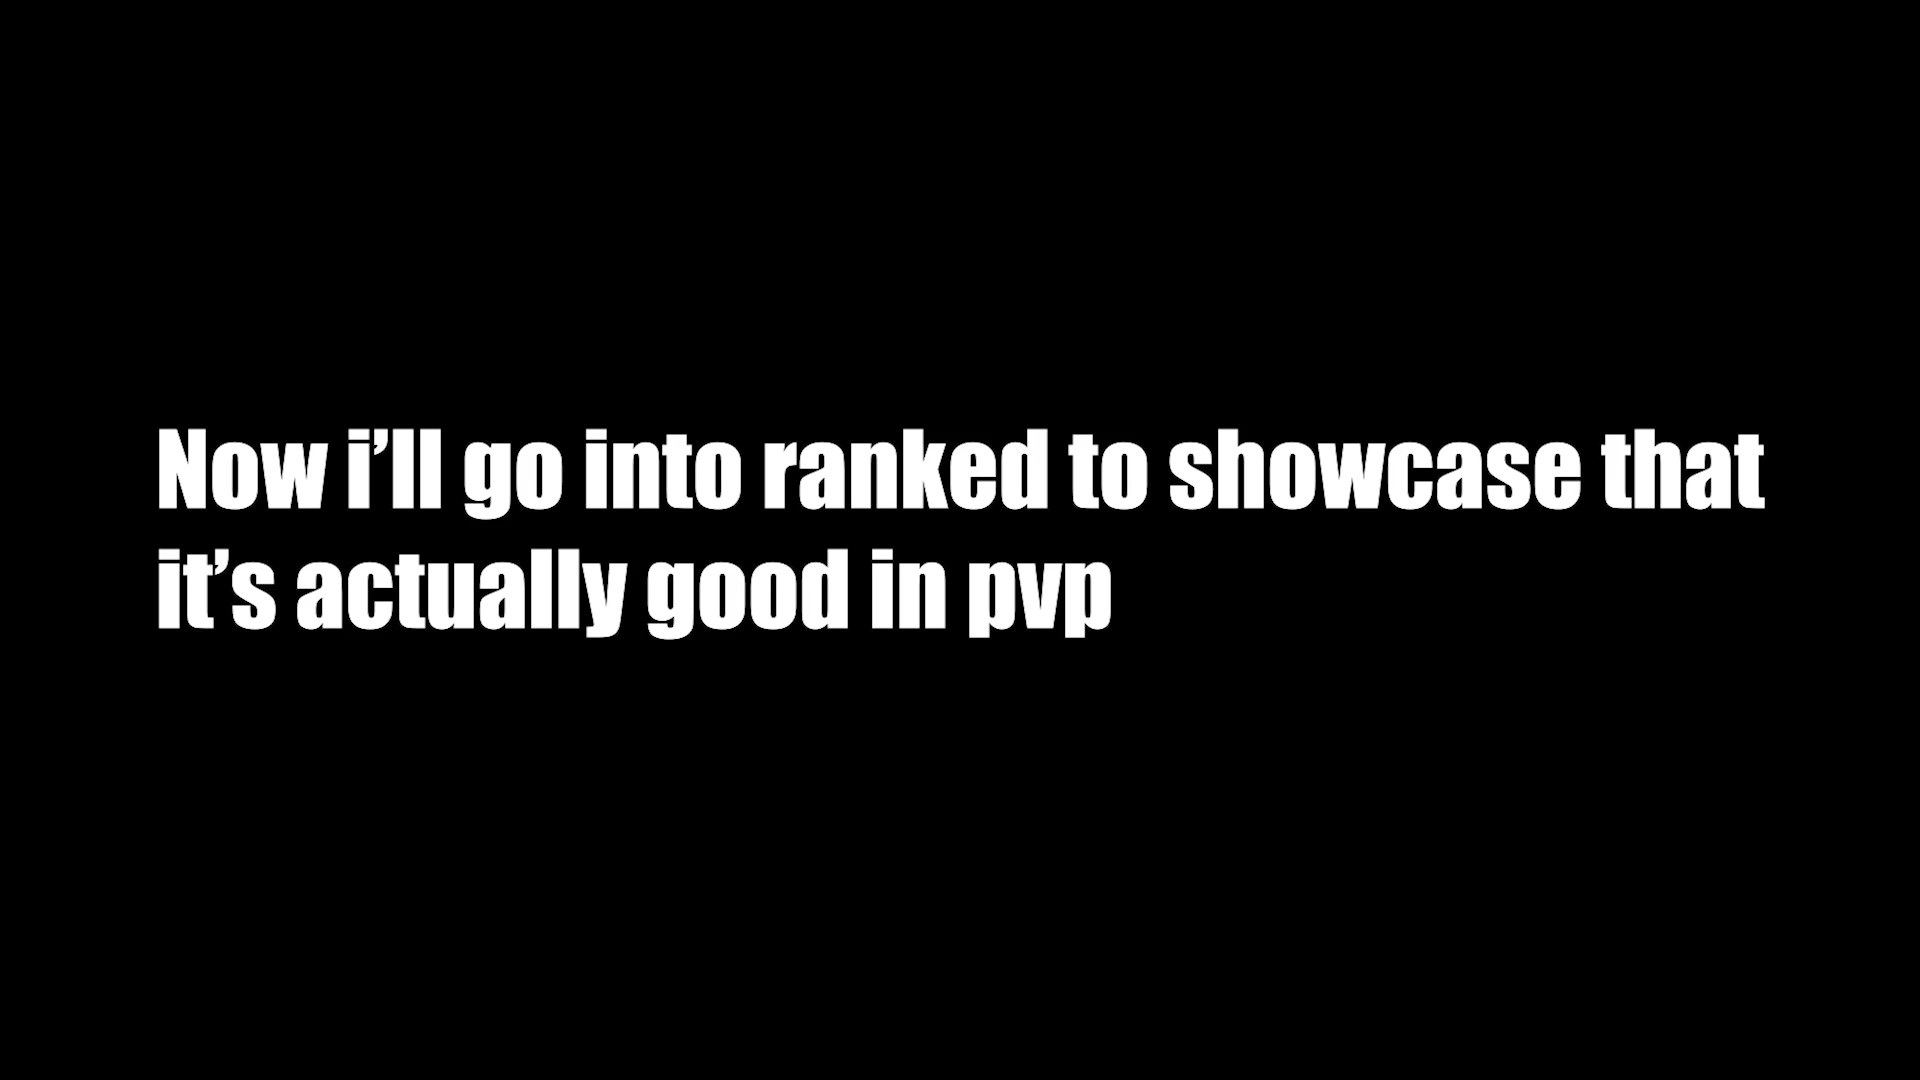 Now i’ll go into ranked to showcase that
it’s actually good in pvp